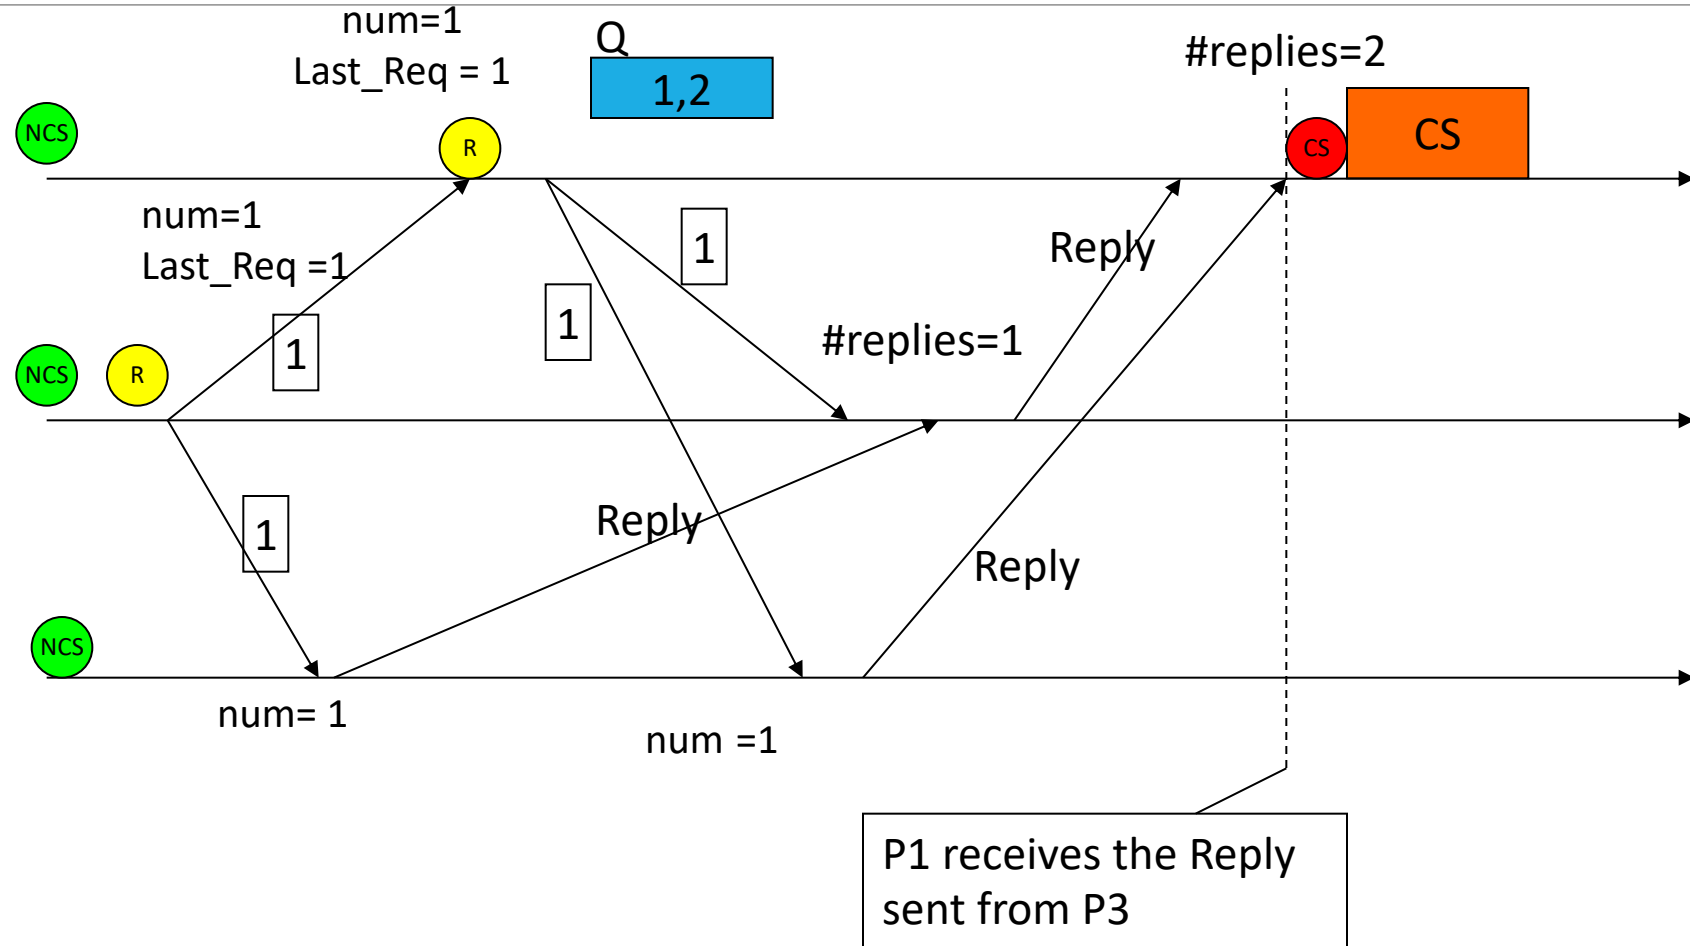 num=1
Last_Req = 1
Q
1,2
#replies=2
NCS
R
CS
CS
num=1
Last_Req =1
1
1
1
Reply
#replies=1
NCS
R
1
Reply
Reply
NCS
num= 1
num =1
P1 receives the Reply
sent from P3